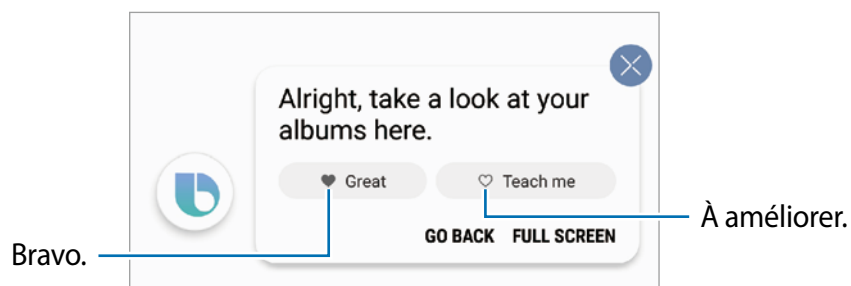 Alright, take a look at your
albums here.
Great
Teach me
À améliorer.
GO BACK FULL SCREEN
Bravo.